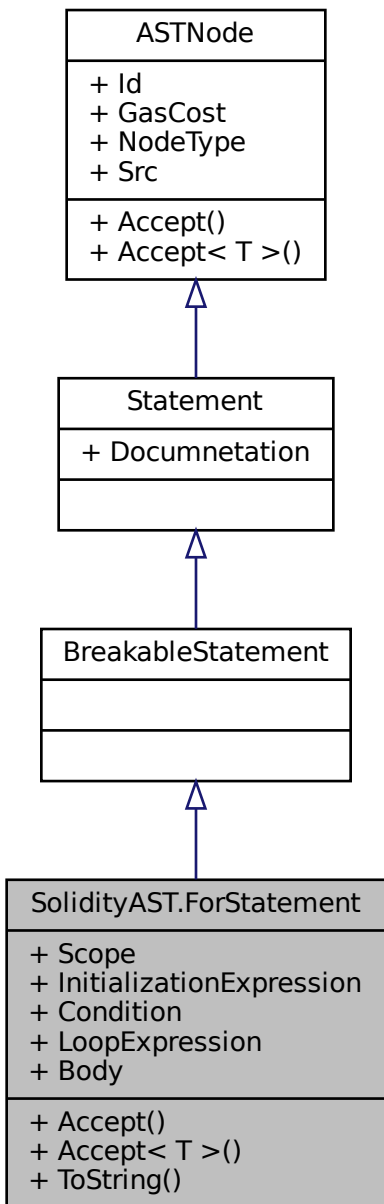 ASTNode
+ Id
+ GasCost
+ NodeType
+ Src
+ Accept()
+ Accept< T >()
Statement
+ Documnetation
BreakableStatement
SolidityAST.ForStatement
+ Scope
+ InitializationExpression
+ Condition
+ LoopExpression
+ Body
+ Accept()
+ Accept< T >()
+ ToString()